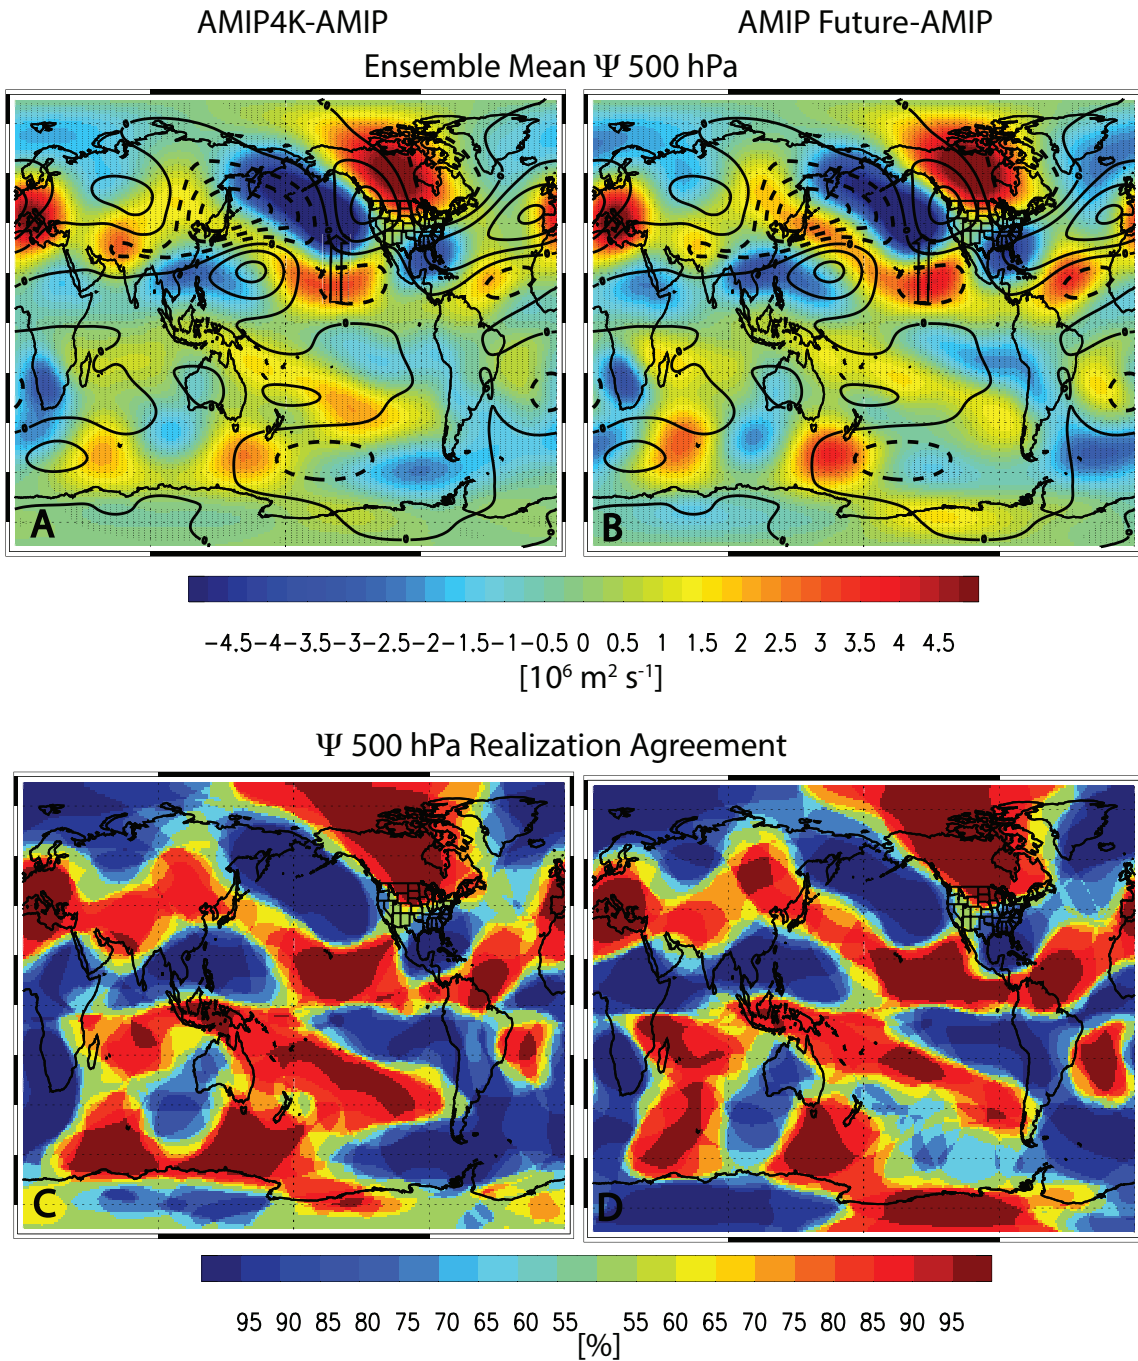 AMIP4K-AMIP AMIP Future-AMIP
Ensemble Mean Ψ 500 hPa
A B
−4.5−4−3.5−3−2.5−2−1.5−1−0.5 0 0.5 1 1.5 2 2.5 3 3.5 4 4.5
[10⁶ m² s⁻¹]
Ψ 500 hPa Realization Agreement
C D
95 90 85 80 75 70 65 60 55 55 60 65 70 75 80 85 90 95
[%]